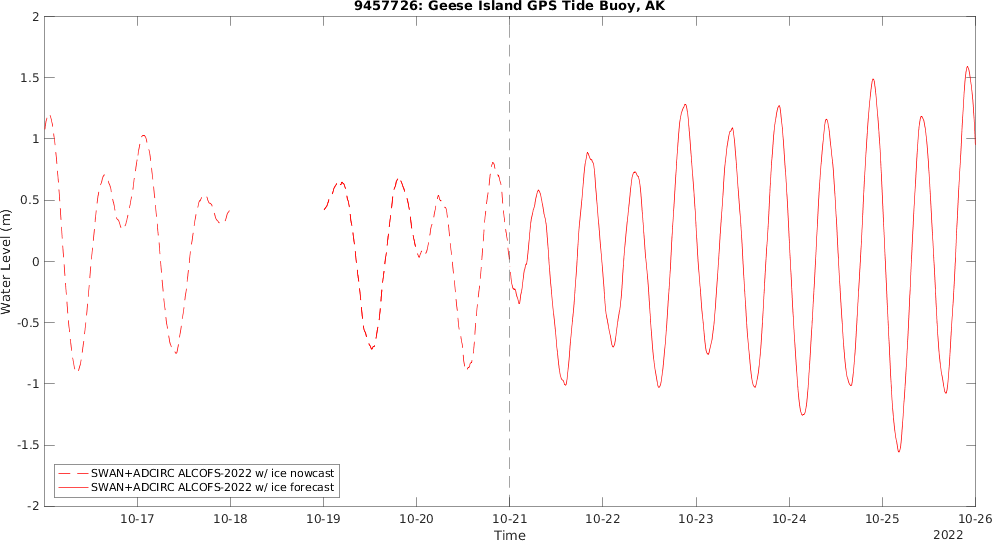 9457726: Geese Island GPS Tide Buoy, AK
2
1.5
1
0.5
0
-0.5
-1
-1.5
-2
Water Level (m)
SWAN+ADCIRC ALCOFS-2022 w/ ice nowcast
SWAN+ADCIRC ALCOFS-2022 w/ ice forecast
10-17 10-18 10-19 10-20 10-21 10-22 10-23 10-24 10-25 10-26
Time
2022